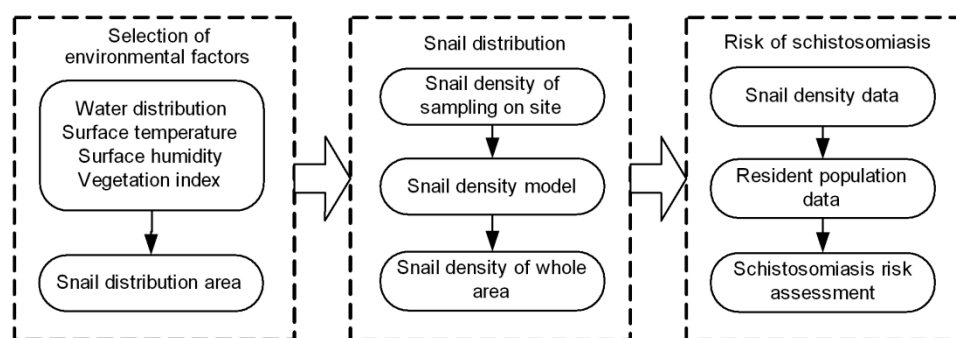 Selection of
environmental factors
Water distribution
Surface temperature
Surface humidity
Vegetation index
Snail distribution area
Snail distribution
Snail density of
sampling on site
Snail density model
Snail density of whole
area
Risk of schistosomiasis
Snail density data
Resident population
data
Schistosomiasis risk
assessment